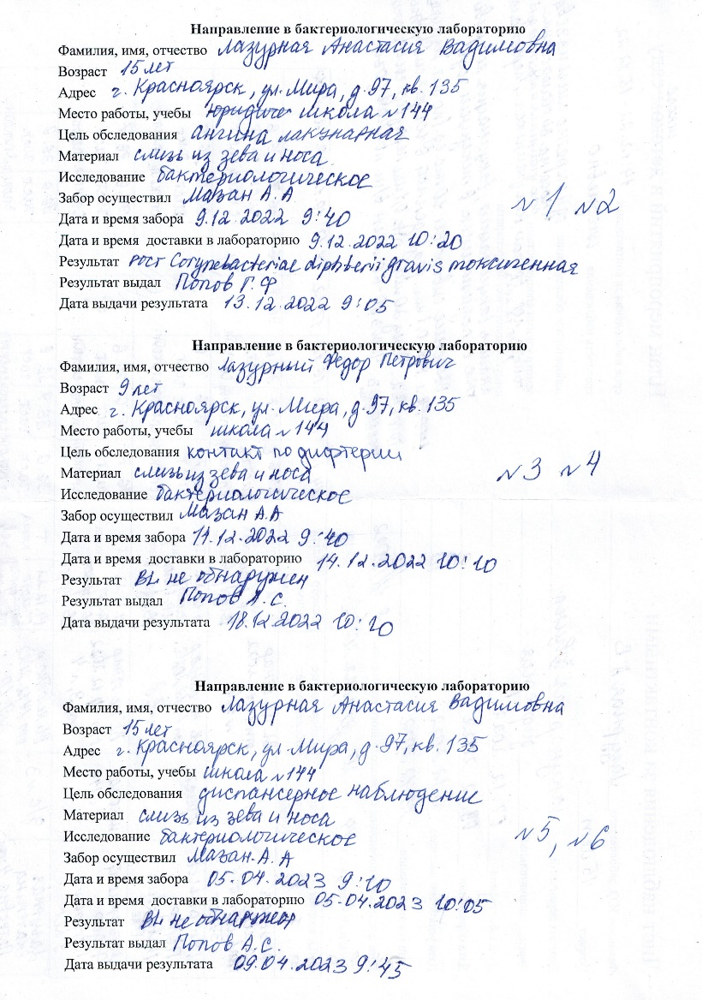 Направление в бактериологическую лабораторию
Фамилия, имя, отчество Лазурная Анастасия Вадимовна
Возраст 15 лет
Адрес г. Красноярск, ул. Мира, д. 97, кв. 135
Место работы, учебы школа №144
Цель обследования ангина лакунарная
Материал слизь из зева и носа
Исследование бактериологическое
Забор осуществил Мазан А.А
Дата и время забора 9.12.2022 9:40
№1 №2
Дата и время доставки в лабораторию 9.12.2022 10:20
Результат рост Corynebacteriae diphterii gravis токсигенная
Результат выдал Попов Г.Ф
Дата выдачи результата 13.12.2022 9:05
Направление в бактериологическую лабораторию
Фамилия, имя, отчество Лазурный Федор Петрович
Возраст 9 лет
Адрес г. Красноярск, ул. Мира, д. 97, кв. 135
Место работы, учебы школа №144
Цель обследования контакт по дифтерии
Материал слизь из зева и носа
№3 №4
Исследование бактериологическое
Забор осуществил Мазан А.А
Дата и время забора 14.12.2022 9:40
Дата и время доставки в лабораторию 14.12.2022 10:10
Результат BL не обнаружен
Результат выдал Попов А.С.
Дата выдачи результата 18.12.2022 10:20
Направление в бактериологическую лабораторию
Фамилия, имя, отчество Лазурная Анастасия Вадимовна
Возраст 15 лет
Адрес г. Красноярск, ул. Мира, д. 97, кв. 135
Место работы, учебы школа №144
Цель обследования диспансерное наблюдение
Материал слизь из зева и носа
Исследование бактериологическое
№5, №6
Забор осуществил Мазан А.А
Дата и время забора 05.04.2023 9:10
Дата и время доставки в лабораторию 05.04.2023 10:05
Результат BL не обнаружен
Результат выдал Попов А.С.
Дата выдачи результата 09.04.2023 9:45